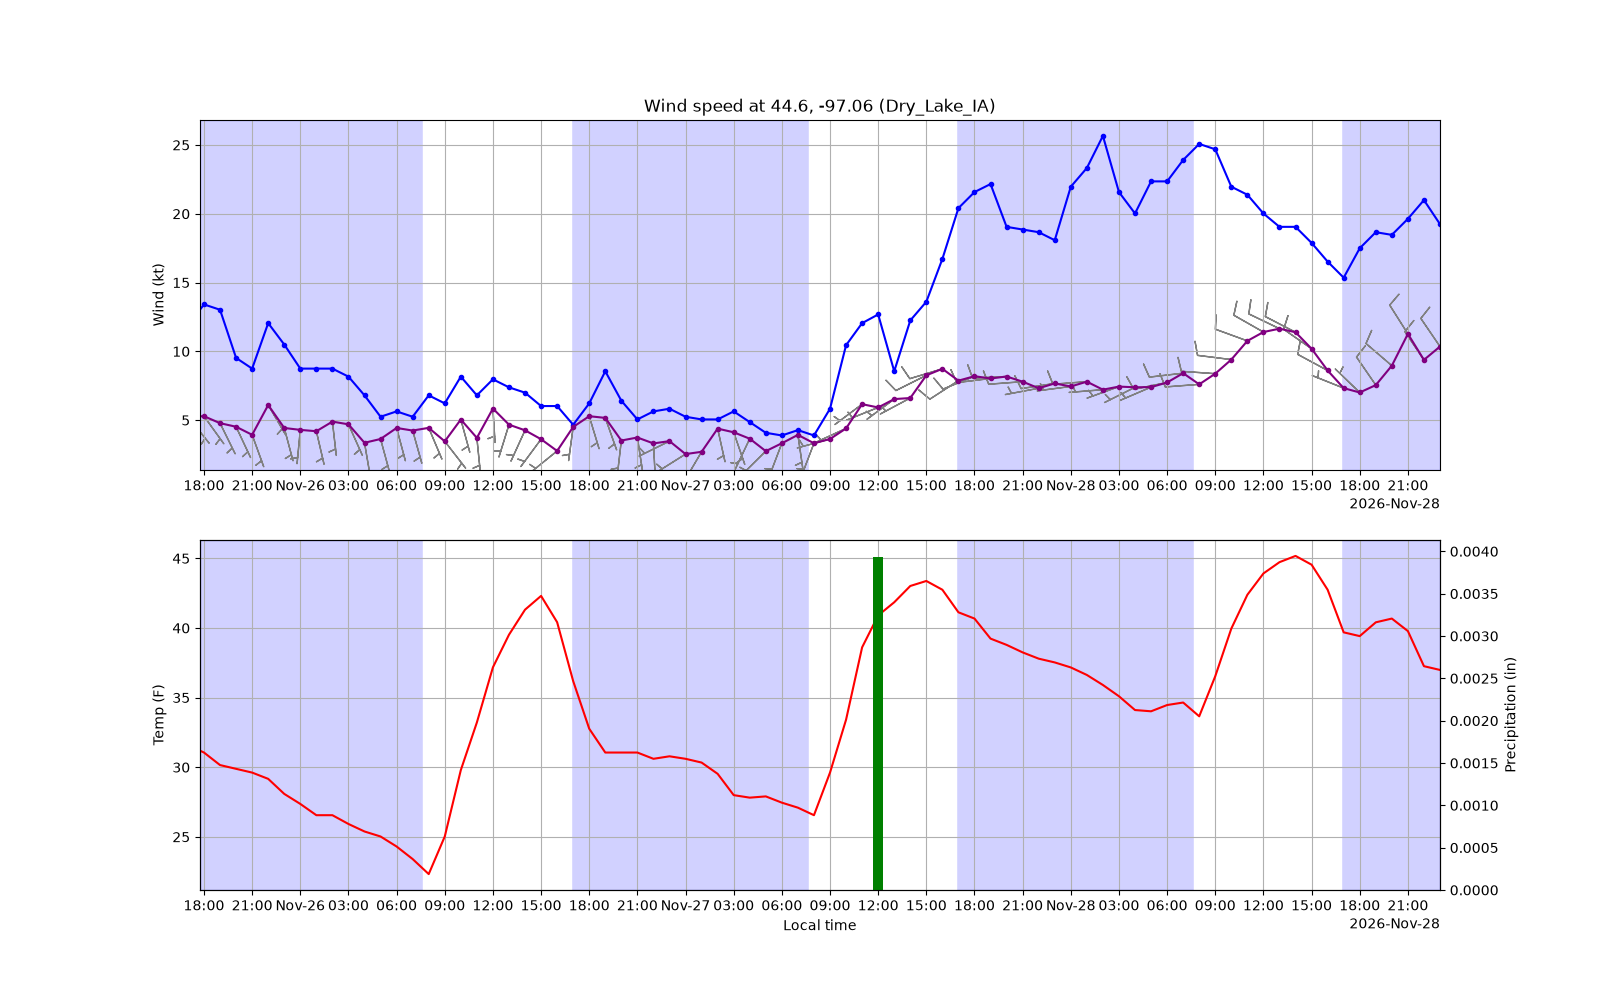 Wind speed at 44.6, -97.06 (Dry_Lake_IA)
Wind (kt)
25
20
15
10
5
18:00 21:00 Nov-26 03:00 06:00 09:00 12:00 15:00 18:00 21:00 Nov-27 03:00 06:00 09:00 12:00 15:00 18:00 21:00 Nov-28 03:00 06:00 09:00 12:00 15:00 18:00 21:00
2026-Nov-28
Temp (F)
45
40
35
30
25
0.0040
0.0035
0.0030
0.0025
0.0020
0.0015
0.0010
0.0005
0.0000
Precipitation (in)
18:00 21:00 Nov-26 03:00 06:00 09:00 12:00 15:00 18:00 21:00 Nov-27 03:00 06:00 09:00 12:00 15:00 18:00 21:00 Nov-28 03:00 06:00 09:00 12:00 15:00 18:00 21:00
Local time
2026-Nov-28